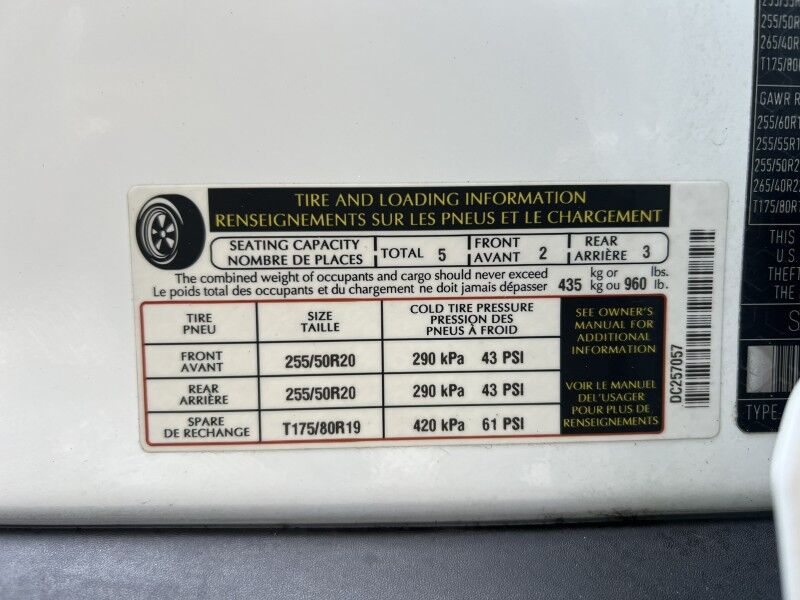 TIRE AND LOADING INFORMATION
RENSEIGNEMENTS SUR LES PNEUS ET LE CHARGEMENT
SEATING CAPACITY
NOMBRE DE PLACES
TOTAL 5
FRONT
AVANT 2
REAR
ARRIÈRE 3
The combined weight of occupants and cargo should never exceed
Le poids total des occupants et du chargement ne doit jamais dépasser
435 kg or
kg ou 960 lbs.
lb.
TIRE
PNEU
SIZE
TAILLE
COLD TIRE PRESSURE
PRESSION DES
PNEUS À FROID
FRONT
AVANT
255/50R20
290 kPa 43 PSI
REAR
ARRIÈRE
255/50R20
290 kPa 43 PSI
SPARE
DE RECHANGE
T175/80R19
420 kPa 61 PSI
SEE OWNER'S
MANUAL FOR
ADDITIONAL
INFORMATION
VOIR LE MANUEL
DEL'USAGER
POUR PLUS DE
RENSEIGNEMENTS
DC257057
255/50R
265/40R
T175/80
GAWR R
255/60R
255/55R
255/50R
265/40R
T175/80R
THIS
U.S.
THEFT
THE
TYPE